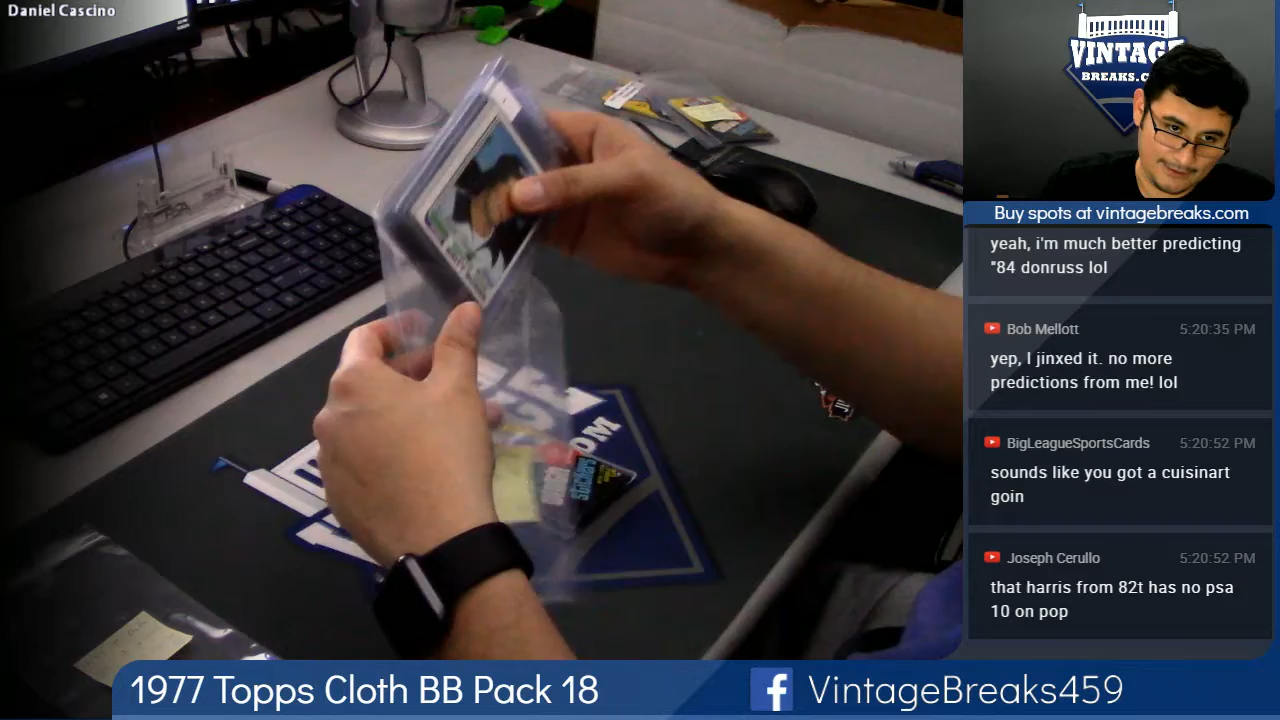 Daniel Cascino
VINTAGE
BREAKS.C
Buy spots at vintagebreaks.com
yeah, i'm much better predicting
"84 donruss lol
Bob Mellott 5:20:35 PM
yep, I jinxed it. no more
predictions from me! lol
BigLeagueSportsCards 5:20:52 PM
sounds like you got a cuisinart
goin
Joseph Cerullo 5:20:52 PM
that harris from 82t has no psa
10 on pop
stickers
1977 Topps Cloth BB Pack 18
f VintageBreaks459